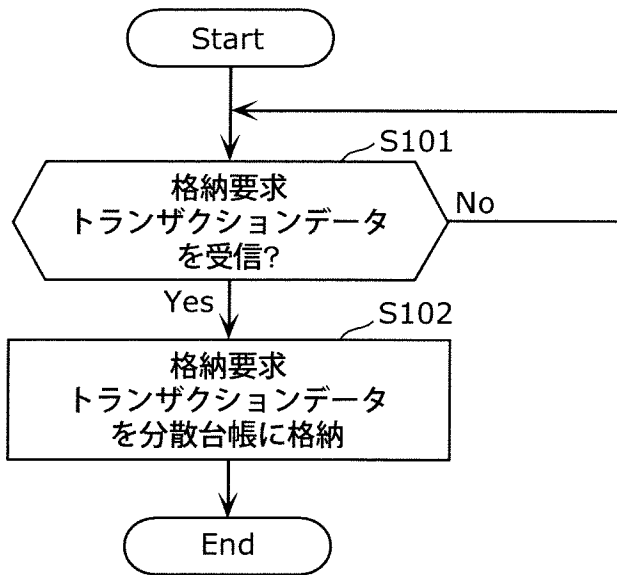 Start
S101
格納要求
トランザクションデータ
を受信?
No
Yes
S102
格納要求
トランザクションデータ
を分散台帳に格納
End